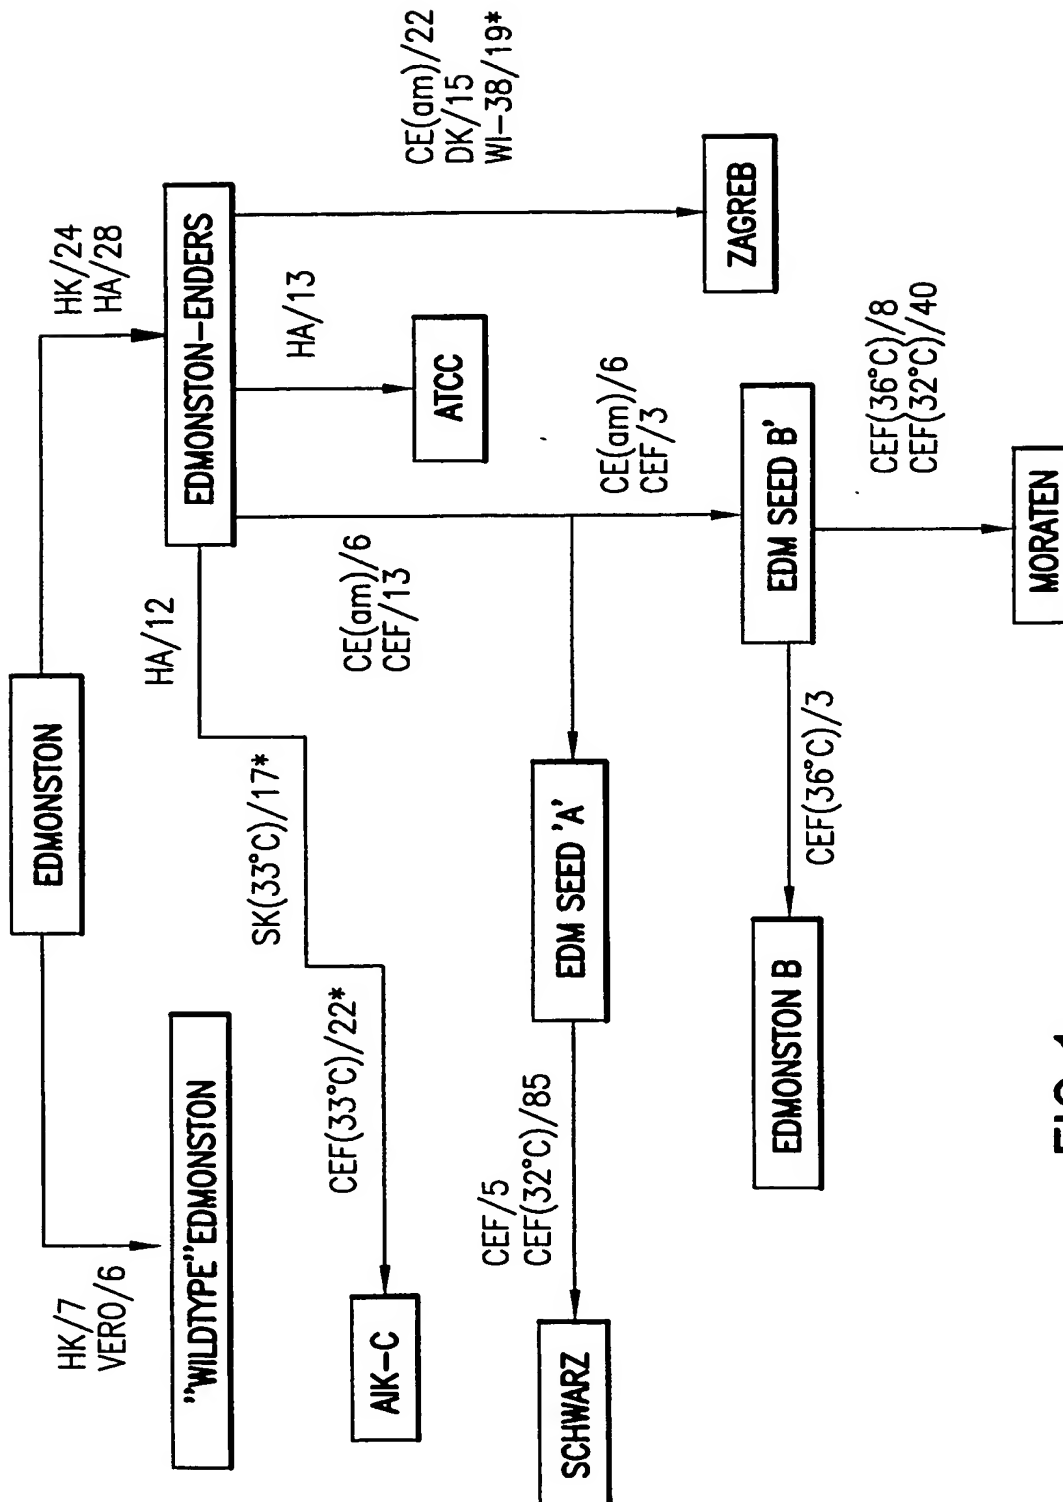 EDMONSTON
HK/7
VERO/6
HK/24
HA/28
"WILDTYPE" EDMONSTON
EDMONSTON-ENDERS
HA/12
SK(33°C)/17*
CEF(33°C)/22*
AIK-C
CE(am)/6
CEF/13
HA/13
ATCC
CE(am)/22
DK/15
WI-38/19*
ZAGREB
CEF/5
CEF(32°C)/85
SCHWARZ
EDM SEED 'A'
CE(am)/6
CEF/3
EDM SEED B'
CEF(36°C)/3
EDMONSTON B
CEF(36°C)/8
CEF(32°C)/40
MORATEN